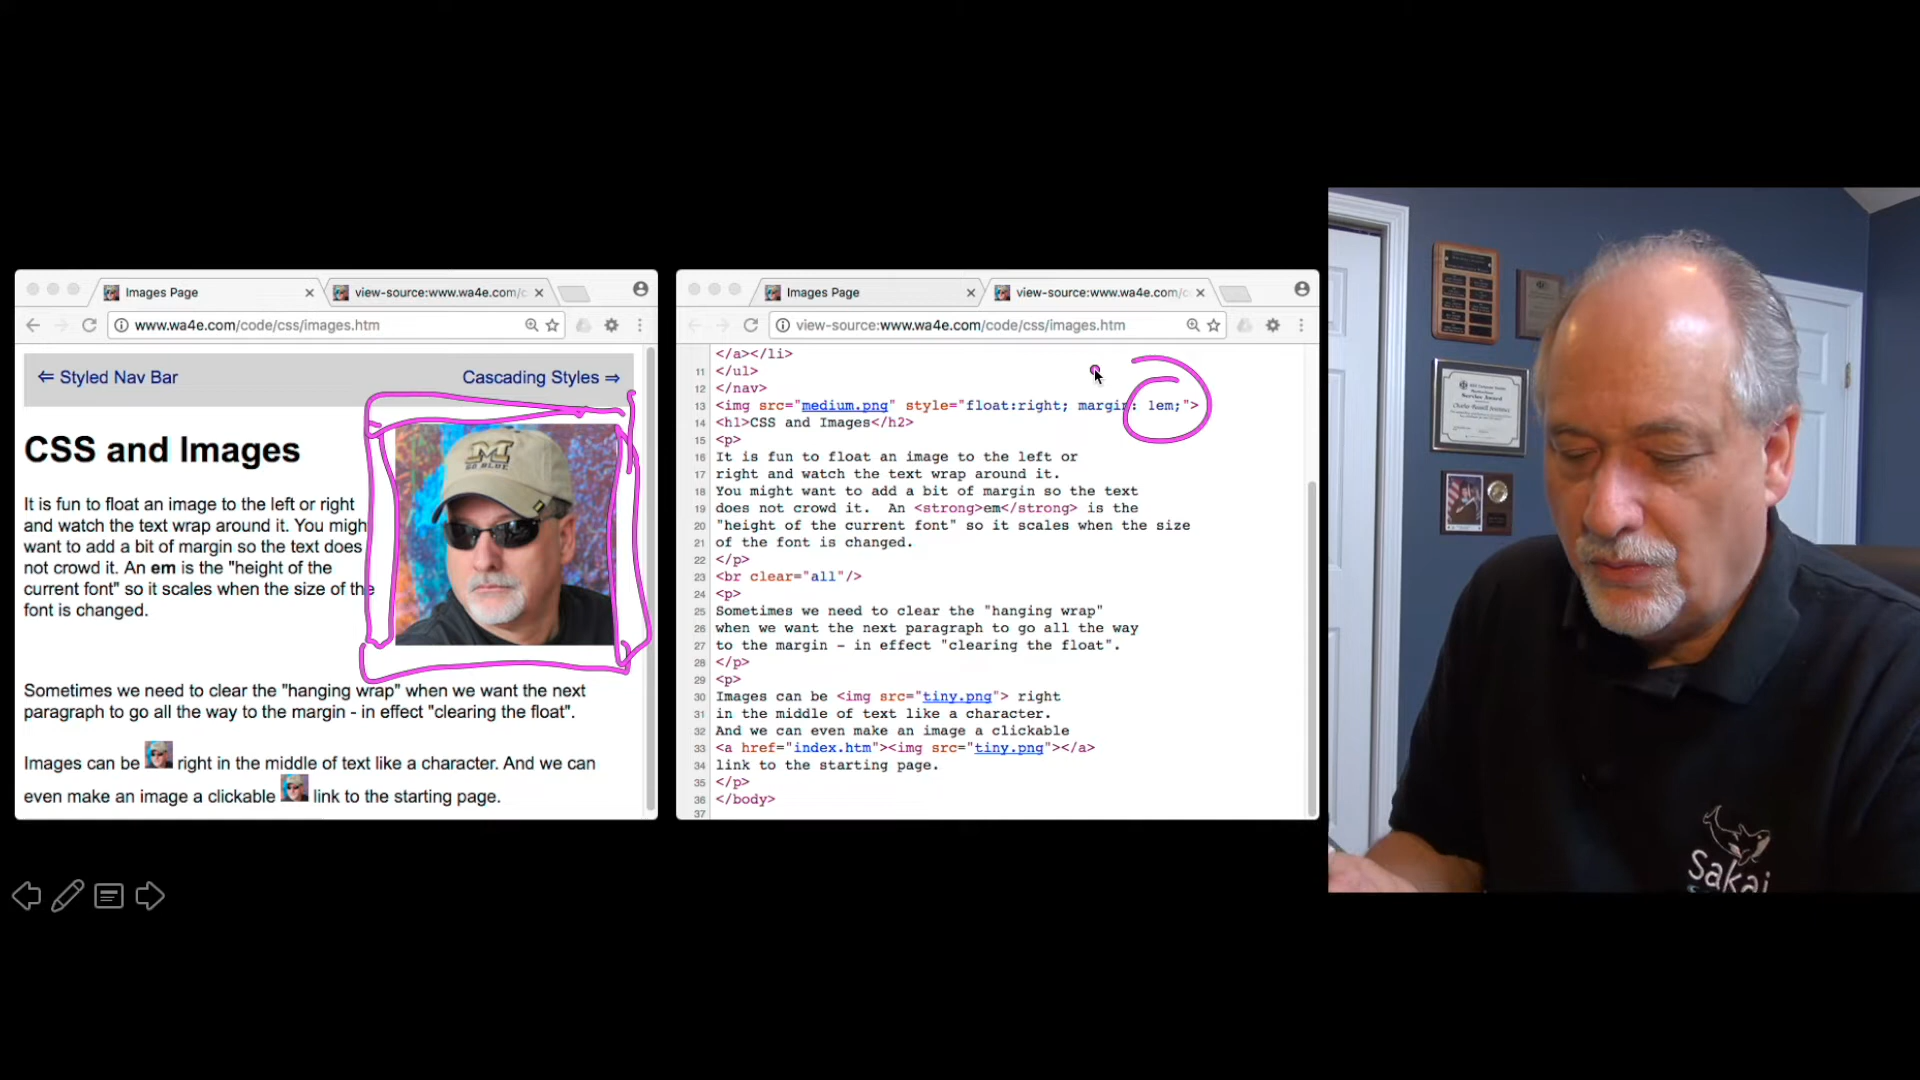 Images Page
view-source:www.wa4e.com/c
www.wa4e.com/code/css/images.htm
⇐ Styled Nav Bar
Cascading Styles ⇒
CSS and Images
It is fun to float an image to the left or right
and watch the text wrap around it. You migh
want to add a bit of margin so the text does
not crowd it. An em is the "height of the
current font" so it scales when the size of the
font is changed.
M
GO BLUE
Sometimes we need to clear the "hanging wrap" when we want the next
paragraph to go all the way to the margin - in effect "clearing the float".
Images can be right in the middle of text like a character. And we can
even make an image a clickable link to the starting page.
Images Page
view-source:www.wa4e.com/c
view-source:www.wa4e.com/code/css/images.htm
</a></li>
11 </ul>
12 </nav>
13 <img src="medium.png" style="float:right; margin: 1em;">
14 <h1>CSS and Images</h2>
15 <p>
16 It is fun to float an image to the left or
17 right and watch the text wrap around it.
18 You might want to add a bit of margin so the text
19 does not crowd it. An <strong>em</strong> is the
20 "height of the current font" so it scales when the size
21 of the font is changed.
22 </p>
23 <br clear="all"/>
24 <p>
25 Sometimes we need to clear the "hanging wrap"
26 when we want the next paragraph to go all the way
27 to the margin - in effect "clearing the float".
28 </p>
29 <p>
30 Images can be <img src="tiny.png"> right
31 in the middle of text like a character.
32 And we can even make an image a clickable
33 <a href="index.htm"><img src="tiny.png"></a>
34 link to the starting page.
35 </p>
36 </body>
37
Service Award
Sakai